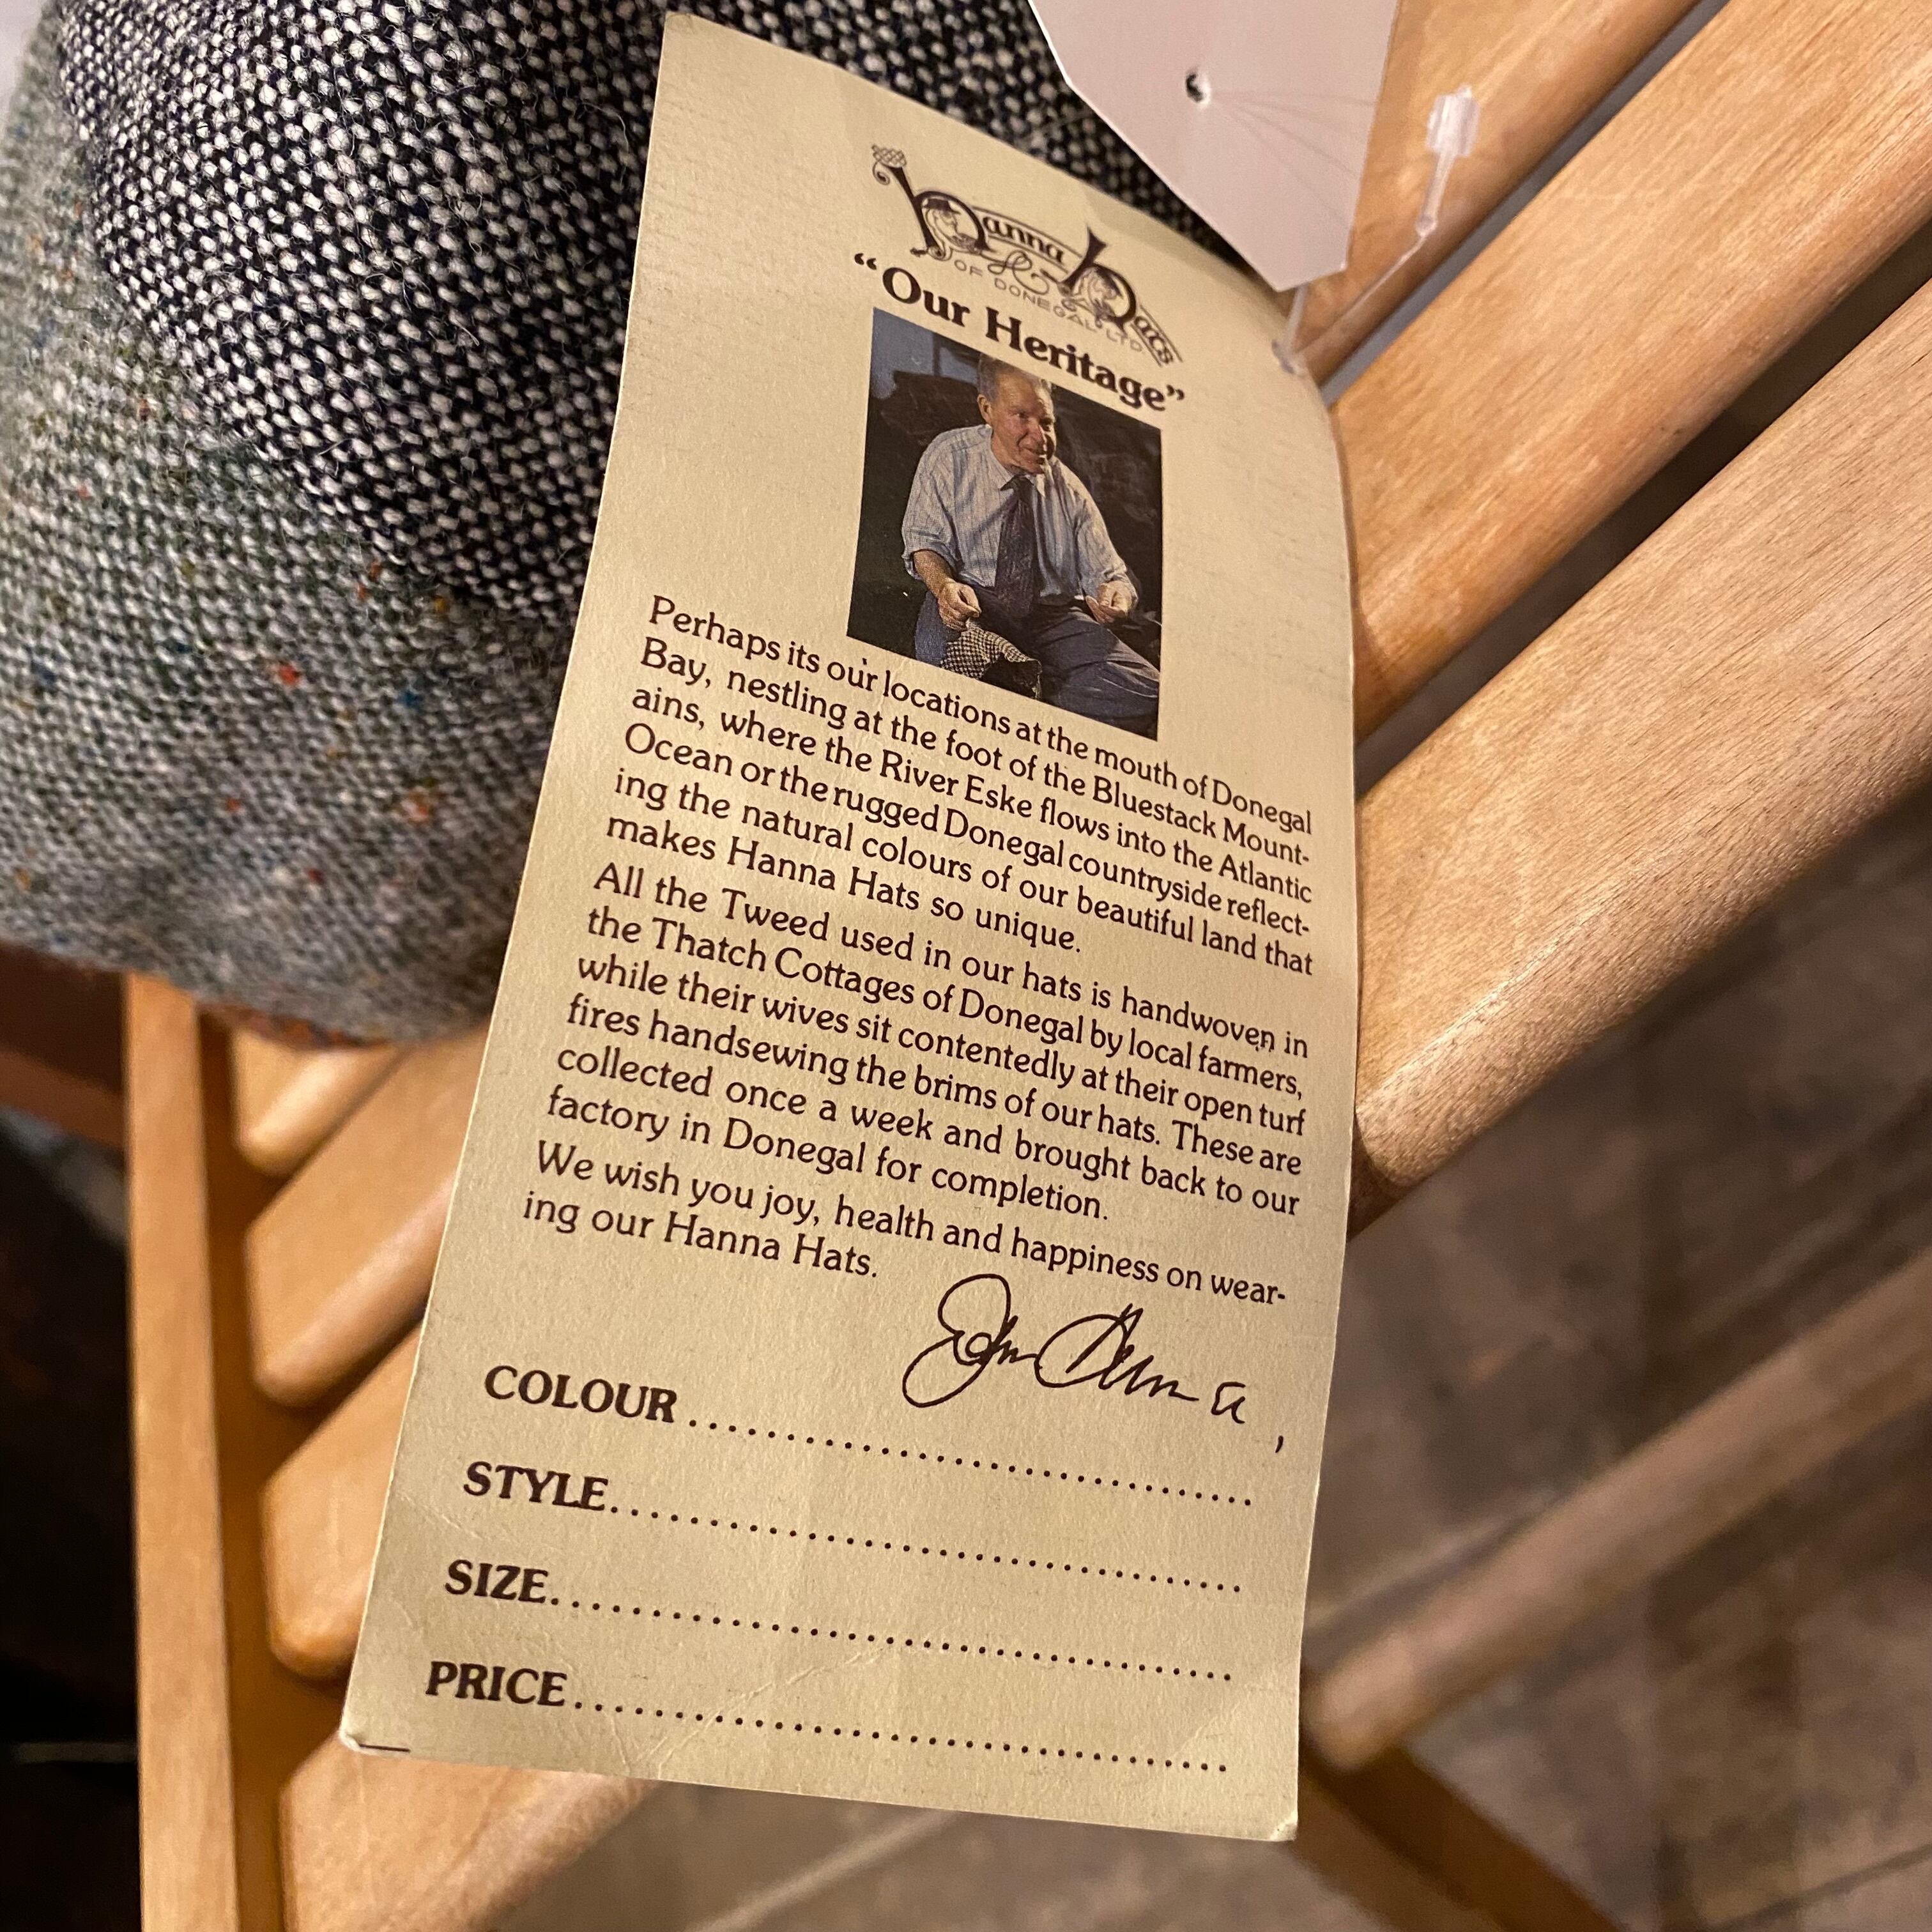 hanna hats
OF DONEGAL LTD
“Our Heritage”
Perhaps its our locations at the mouth of Donegal
Bay, nestling at the foot of the Bluestack Mount-
ains, where the River Eske flows into the Atlantic
Ocean or the rugged Donegal countryside reflect-
ing the natural colours of our beautiful land that
makes Hanna Hats so unique.
All the Tweed used in our hats is handwoven in
the Thatch Cottages of Donegal by local farmers,
while their wives sit contentedly at their open turf
fires handsewing the brims of our hats. These are
collected once a week and brought back to our
factory in Donegal for completion.
We wish you joy, health and happiness on wear-
ing our Hanna Hats.
John Hanna
COLOUR ......................................
STYLE......................................
SIZE......................................
PRICE......................................